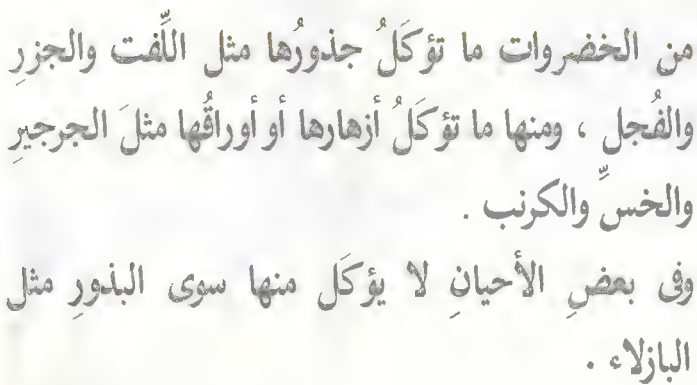 من الخضروات ما تؤكَلُ جذورُها مثل اللِّفت والجزرِ
والفُجل ، ومنها ما تؤكَلُ أزهارها أو أوراقُها مثلَ الجرجيرِ
والخسِّ والكرنب .
وفى بعضِ الأحيانِ لا يؤكَل منها سوى البذورِ مثل
البازلاء .